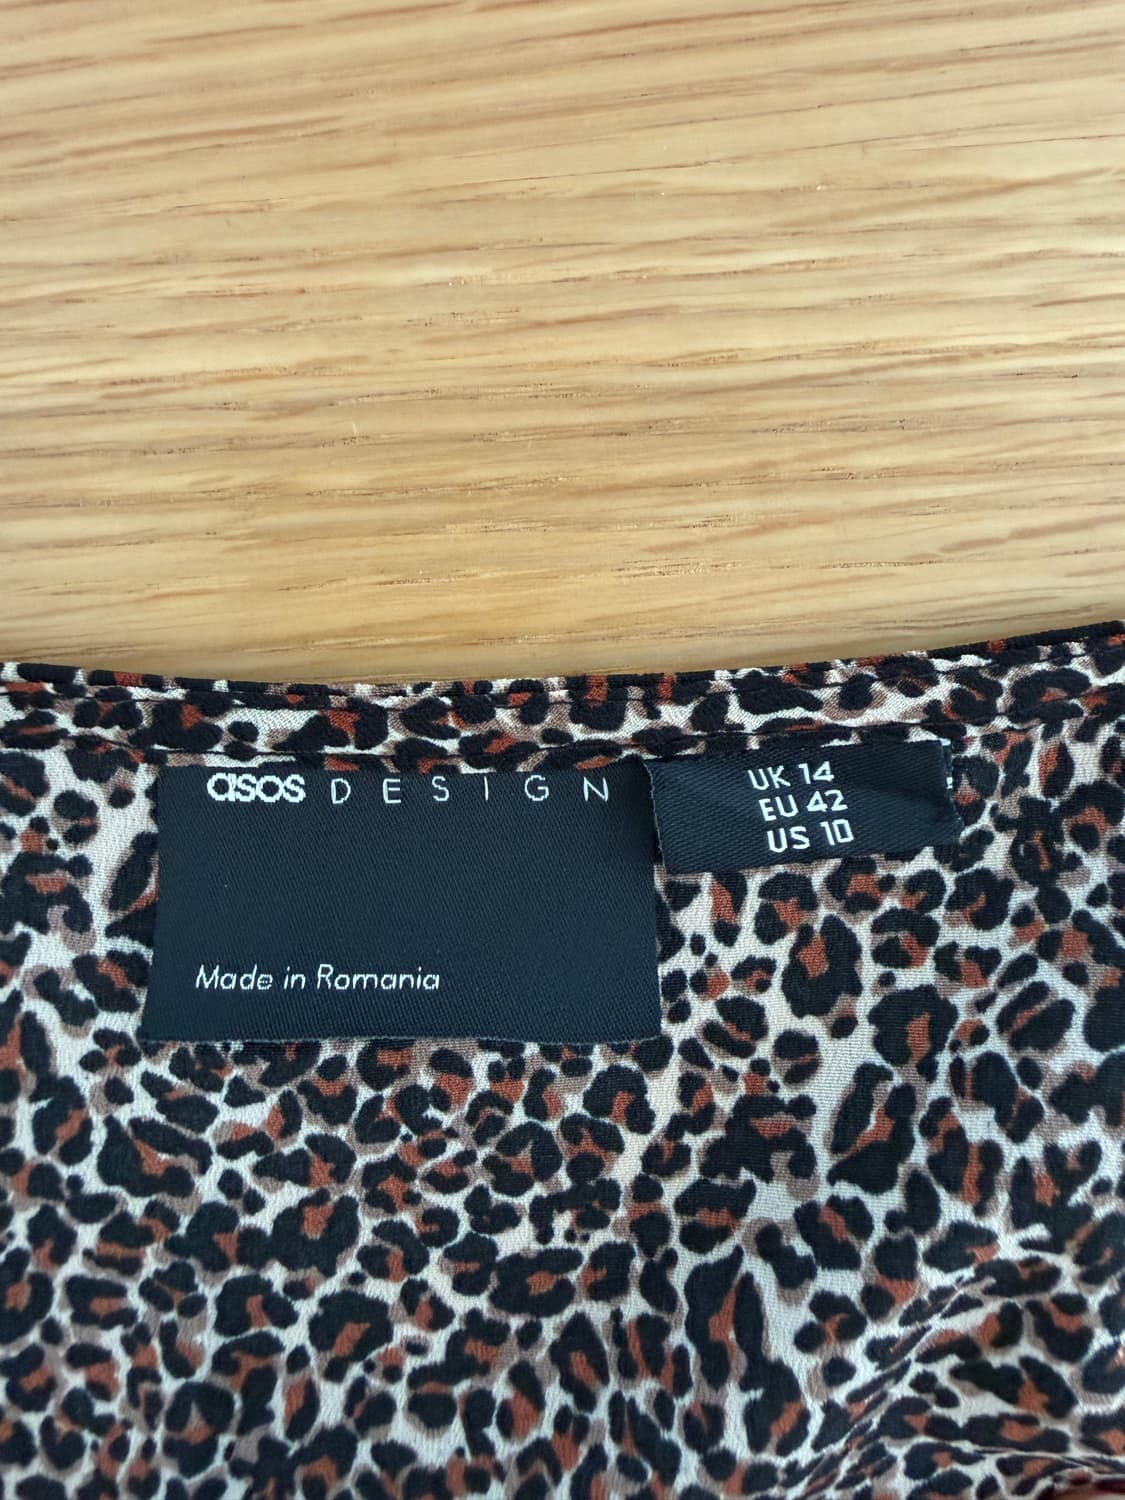 asos DESIGN
Made in Romania
UK 14
EU 42
US 10